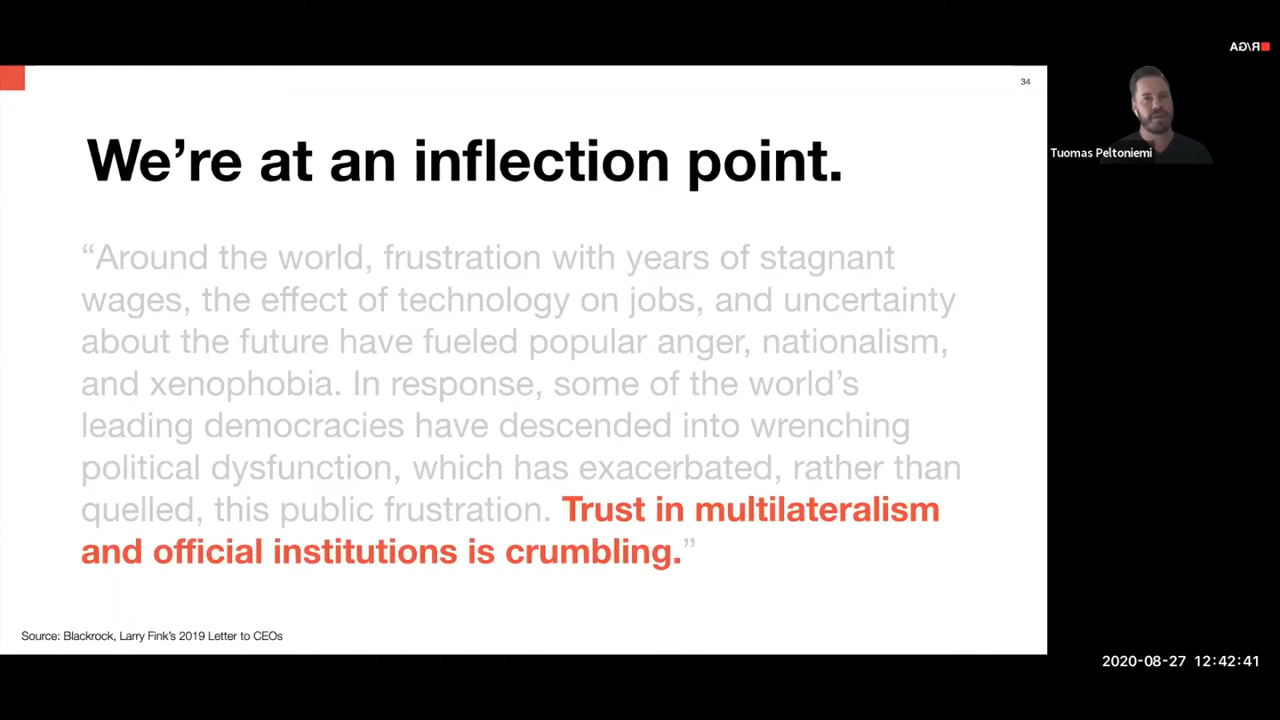 34
We’re at an inflection point.
“Around the world, frustration with years of stagnant
wages, the effect of technology on jobs, and uncertainty
about the future have fueled popular anger, nationalism,
and xenophobia. In response, some of the world’s
leading democracies have descended into wrenching
political dysfunction, which has exacerbated, rather than
quelled, this public frustration. Trust in multilateralism
and official institutions is crumbling.”
Source: Blackrock, Larry Fink’s 2019 Letter to CEOs
R/GA
Tuomas Peltoniemi
2020-08-27 12:42:41